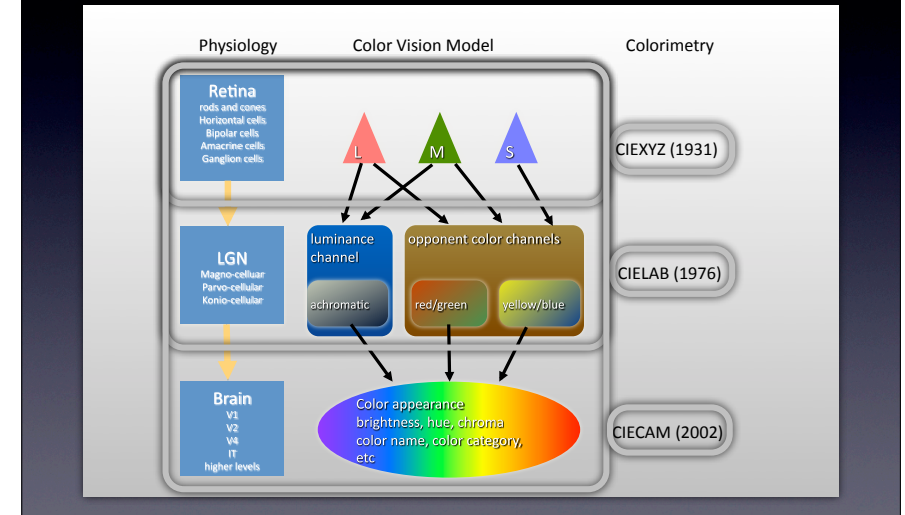 Physiology
Color Vision Model
Colorimetry
Retina
rods and cones
Horizontal cells
Bipolar cells
Amacrine cells
Ganglion cells
L
M
S
CIEXYZ (1931)
LGN
Magno-celluar
Parvo-cellular
Konio-cellular
luminance
channel
achromatic
opponent color channels
red/green
yellow/blue
CIELAB (1976)
Brain
V1
V2
V4
IT
higher levels
Color appearance
brightness, hue, chroma
color name, color category,
etc
CIECAM (2002)